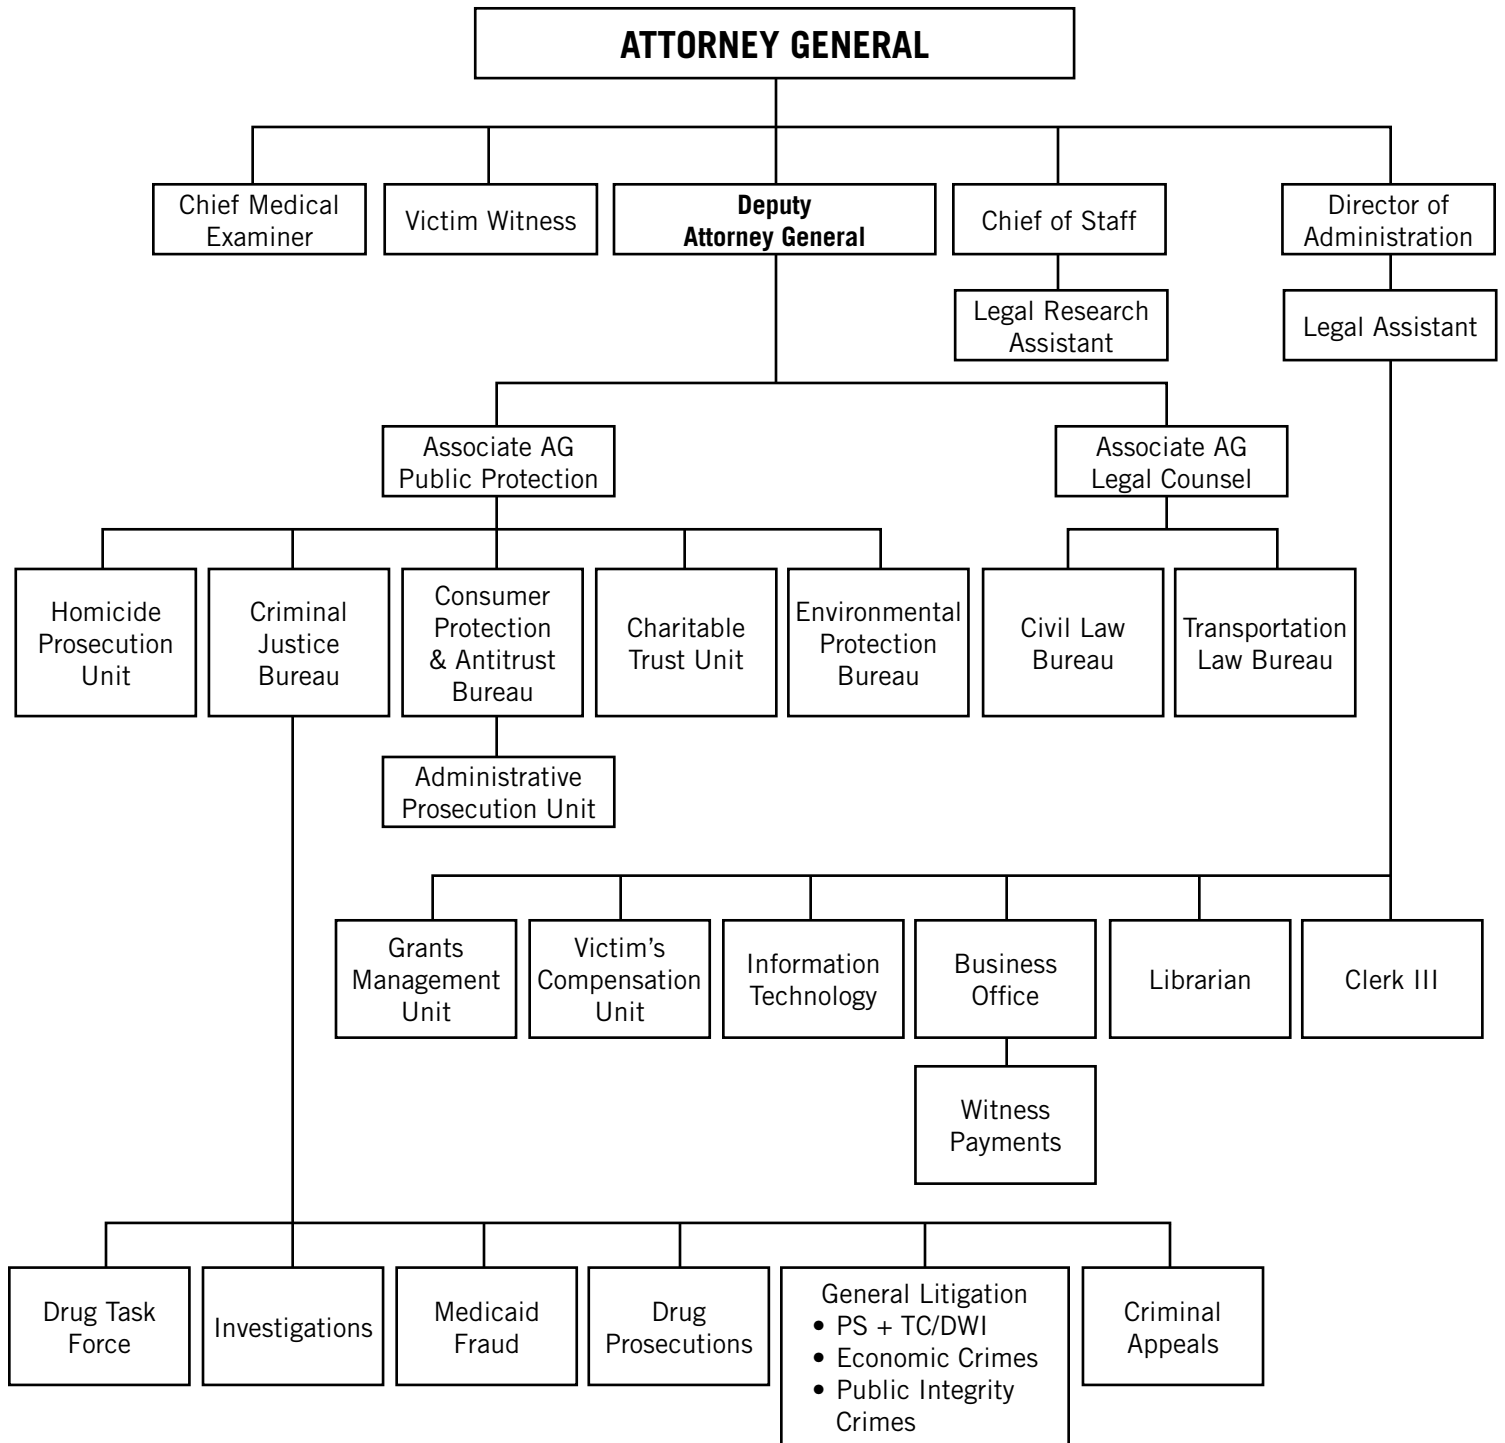 ATTORNEY GENERAL
Chief Medical
Examiner
Victim Witness
Deputy
Attorney General
Chief of Staff
Director of
Administration
Legal Research
Assistant
Legal Assistant
Associate AG
Public Protection
Associate AG
Legal Counsel
Homicide
Prosecution
Unit
Criminal
Justice
Bureau
Consumer
Protection
& Antitrust
Bureau
Charitable
Trust Unit
Environmental
Protection
Bureau
Civil Law
Bureau
Transportation
Law Bureau
Administrative
Prosecution Unit
Grants
Management
Unit
Victim’s
Compensation
Unit
Information
Technology
Business
Office
Librarian
Clerk III
Witness
Payments
Drug Task
Force
Investigations
Medicaid
Fraud
Drug
Prosecutions
General Litigation
• PS + TC/DWI
• Economic Crimes
• Public Integrity
Crimes
Criminal
Appeals